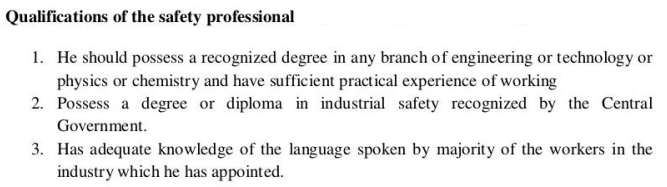 Qualifications of the safety professional
1. He should possess a recognized degree in any branch of engineering or technology or
physics or chemistry and have sufficient practical experience of working
2. Possess a degree or diploma in industrial safety recognized by the Central
Government.
3. Has adequate knowledge of the language spoken by majority of the workers in the
industry which he has appointed.